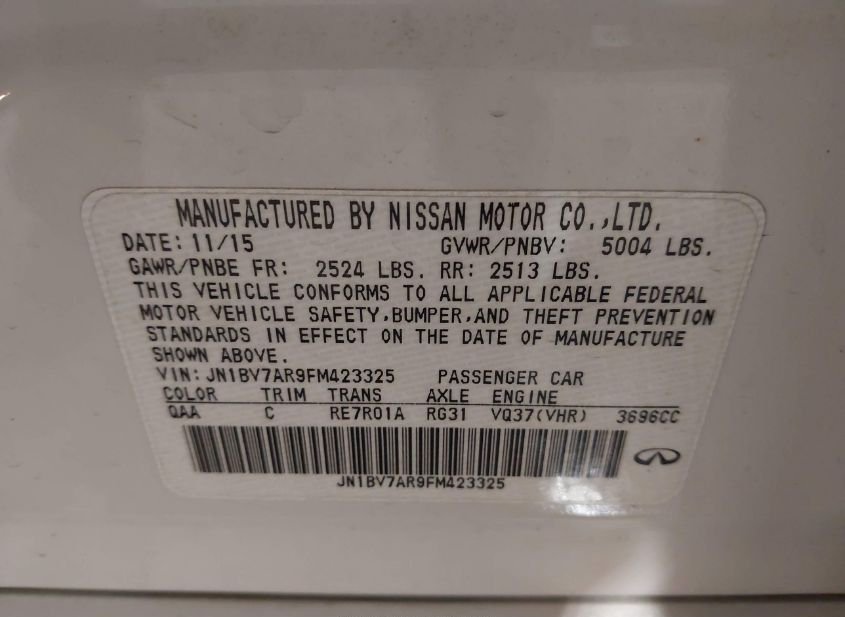 MANUFACTURED BY NISSAN MOTOR CO.,LTD.
DATE: 11/15 GVWR/PNBV: 5004 LBS.
GAWR/PNBE FR: 2524 LBS. RR: 2513 LBS.
THIS VEHICLE CONFORMS TO ALL APPLICABLE FEDERAL
MOTOR VEHICLE SAFETY,BUMPER,AND THEFT PREVENTION
STANDARDS IN EFFECT ON THE DATE OF MANUFACTURE
SHOWN ABOVE.
VIN: JN1BV7AR9FM423325 PASSENGER CAR
COLOR TRIM TRANS AXLE ENGINE
QAA C RE7R01A RG31 VQ37(VHR) 3696CC
JN1BV7AR9FM423325